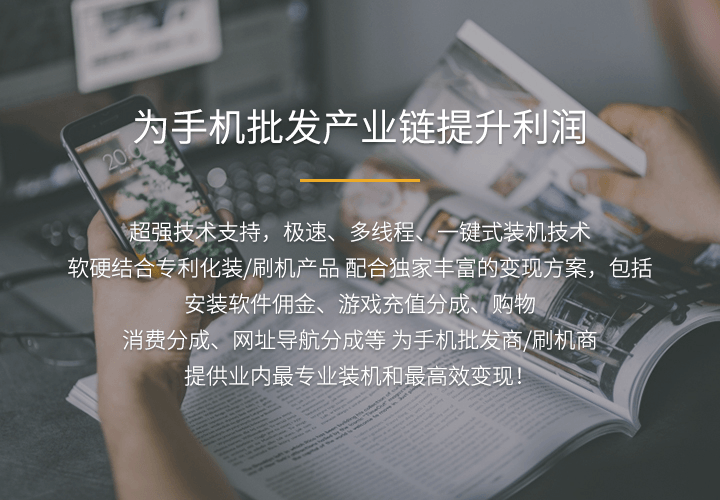 为手机批发产业链提升利润
超强技术支持，极速、多线程、一键式装机技术
软硬结合专利化装/刷机产品 配合独家丰富的变现方案，包括
安装软件佣金、游戏充值分成、购物
消费分成、网址导航分成等 为手机批发商/刷机商
提供业内最专业装机和最高效变现！